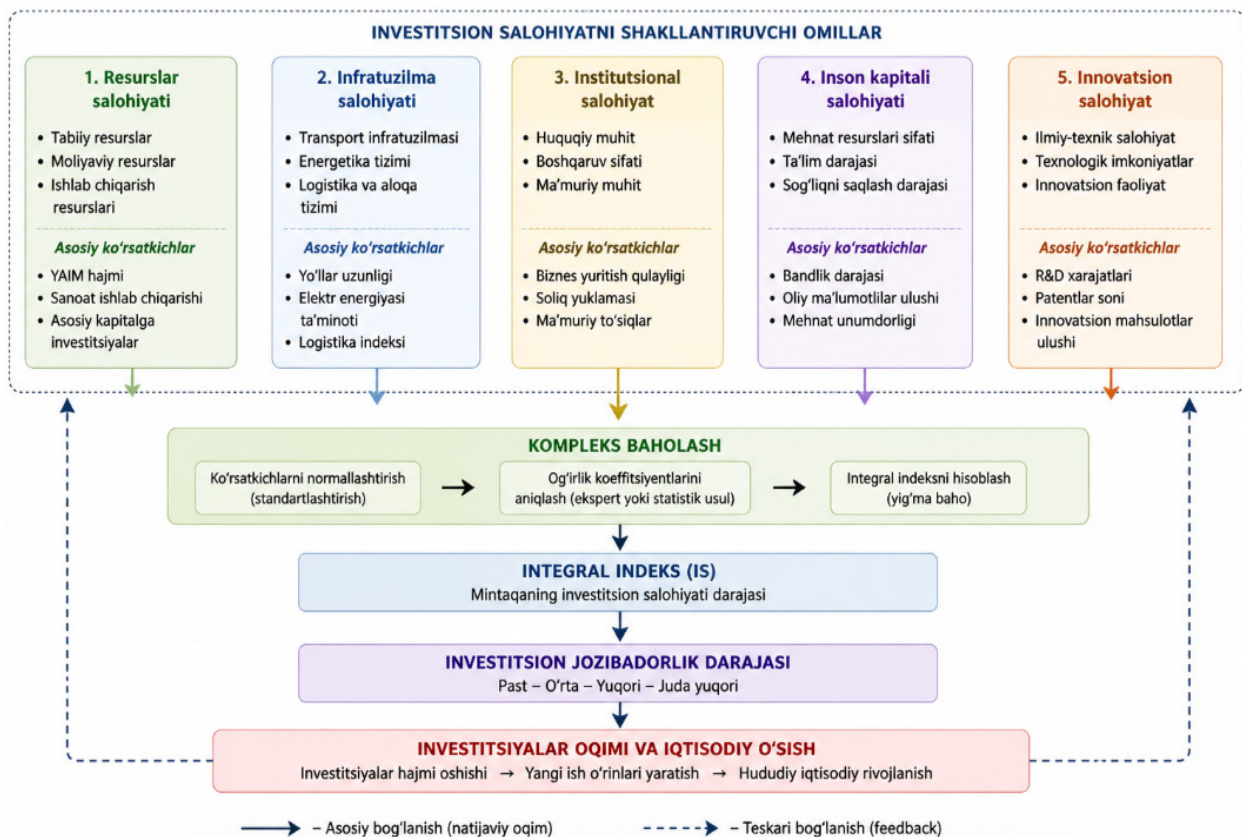 INVESTITSION SALOHIYATNI SHAKLLANTIRUVCHI OMILLAR
1. Resurslar
salohiyati
• Tabiiy resurslar
• Moliyaviy resurslar
• Ishlab chiqarish
resurslari
Asosiy ko‘rsatkichlar
• YAIM hajmi
• Sanoat ishlab chiqarishi
• Asosiy kapitalga
investitsiyalar
2. Infratuzilma
salohiyati
• Transport infratuzilmasi
• Energetika tizimi
• Logistika va aloqa
tizimi
Asosiy ko‘rsatkichlar
• Yo‘llar uzunligi
• Elektr energiyasi
ta’minoti
• Logistika indeksi
3. Institutsional
salohiyat
• Huquqiy muhit
• Boshqaruv sifati
• Ma’muriy muhit
Asosiy ko‘rsatkichlar
• Biznes yuritish qulayligi
• Soliq yuklamasi
• Ma’muriy to‘siqlar
4. Inson kapitali
salohiyati
• Mehnat resurslari sifati
• Ta’lim darajasi
• Sog‘liqni saqlash darajasi
Asosiy ko‘rsatkichlar
• Bandlik darajasi
• Oliy ma’lumotlilar ulushi
• Mehnat unumdorligi
5. Innovatsion
salohiyat
• Ilmiy-texnik salohiyat
• Texnologik imkoniyatlar
• Innovatsion faoliyat
Asosiy ko‘rsatkichlar
• R&D xarajatlari
• Patentlar soni
• Innovatsion mahsulotlar
ulushi
KOMPLEKS BAHOLASH
Ko‘rsatkichlarni normallashtirish
(standartlashtirish)
Og‘irlik koeffitsiyentlarini
aniqlash (ekspert yoki statistik usul)
Integral indeksni hisoblash
(yig‘ma baho)
INTEGRAL INDEKS (IS)
Mintaqaning investitsion salohiyati darajasi
INVESTITSION JOZIBADORLIK DARAJASI
Past – O‘rta – Yuqori – Juda yuqori
INVESTITSIYALAR OQIMI VA IQTISODIY O‘SISH
Investitsiyalar hajmi oshishi → Yangi ish o‘rinlari yaratish → Hududiy iqtisodiy rivojlanish
– Asosiy bog‘lanish (natijaviy oqim)
– Teskari bog‘lanish (feedback)